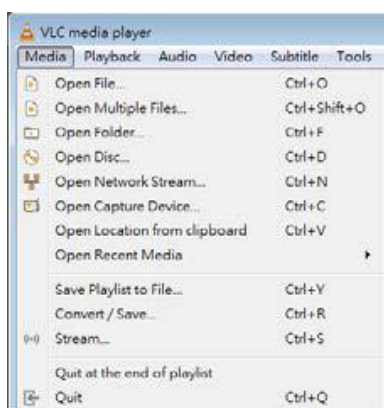 VLC media player
Media Playback Audio Video Subtitle Tools
Open File... Ctrl+O
Open Multiple Files... Ctrl+Shift+O
Open Folder... Ctrl+F
Open Disc... Ctrl+D
Open Network Stream... Ctrl+N
Open Capture Device... Ctrl+C
Open Location from clipboard Ctrl+V
Open Recent Media
Save Playlist to File... Ctrl+Y
Convert / Save... Ctrl+R
Stream... Ctrl+S
Quit at the end of playlist
Quit Ctrl+Q